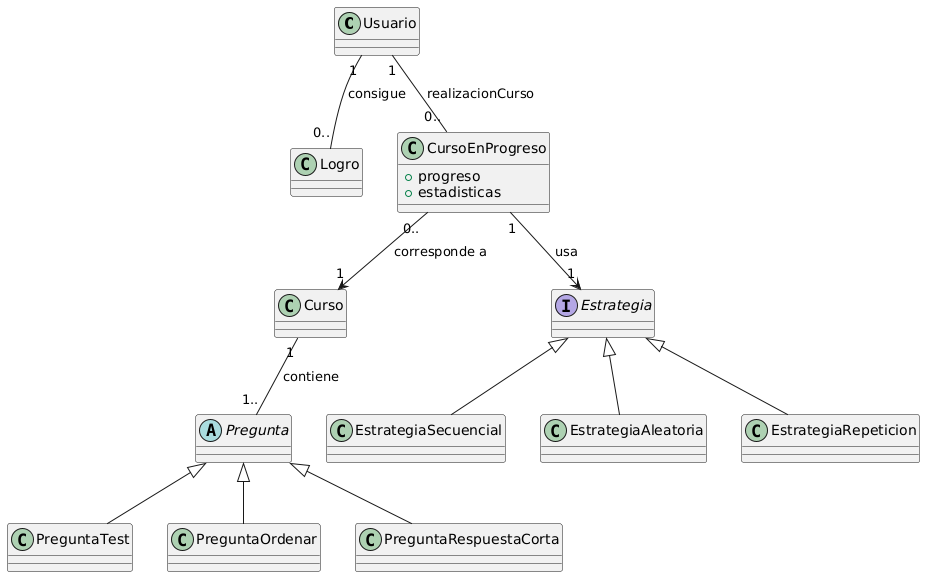 C Usuario
1 1
consigue realizacionCurso
0.. 0..
C Logro
C CursoEnProgreso
progreso
estadisticas
0.. 1
corresponde a usa
1 1
C Curso
I Estrategia
1
contiene
1..
A Pregunta
C EstrategiaSecuencial
C EstrategiaAleatoria
C EstrategiaRepeticion
C PreguntaTest
C PreguntaOrdenar
C PreguntaRespuestaCorta